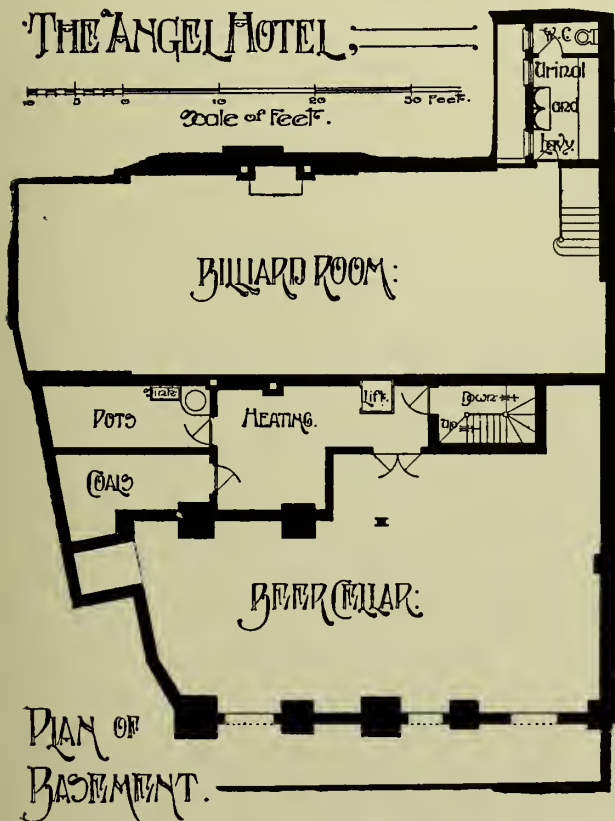 THE ANGEL HOTEL,
10 5 0 10 20 30 Feet.
Scale of Feet.
W.C
Urinal
and
Lavy.
BILLIARD ROOM:
Sink
POTS
HEATING.
Lift.
Down
Up
COALS
BEER CELLAR:
PLAN OF
BASEMENT.